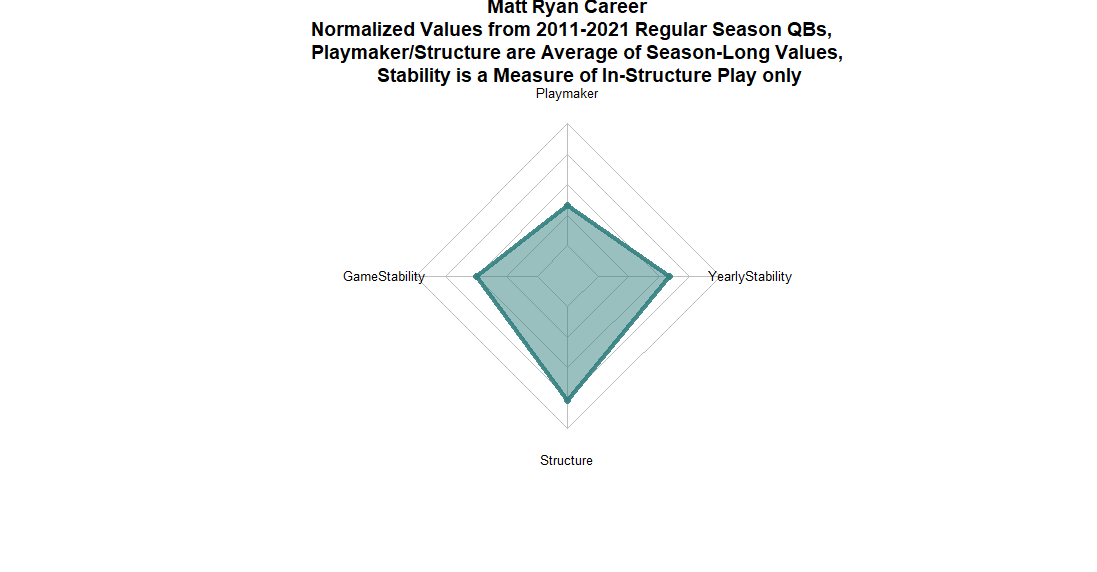 Matt Ryan Career
Normalized Values from 2011-2021 Regular Season QBs,
Playmaker/Structure are Average of Season-Long Values,
Stability is a Measure of In-Structure Play only
Playmaker
GameStability
YearlyStability
Structure